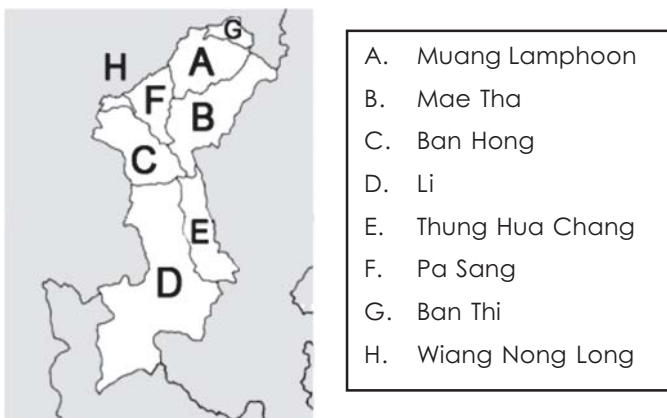 G
A
H
F
B
C
E
D
A. Muang Lamphoon
B. Mae Tha
C. Ban Hong
D. Li
E. Thung Hua Chang
F. Pa Sang
G. Ban Thi
H. Wiang Nong Long